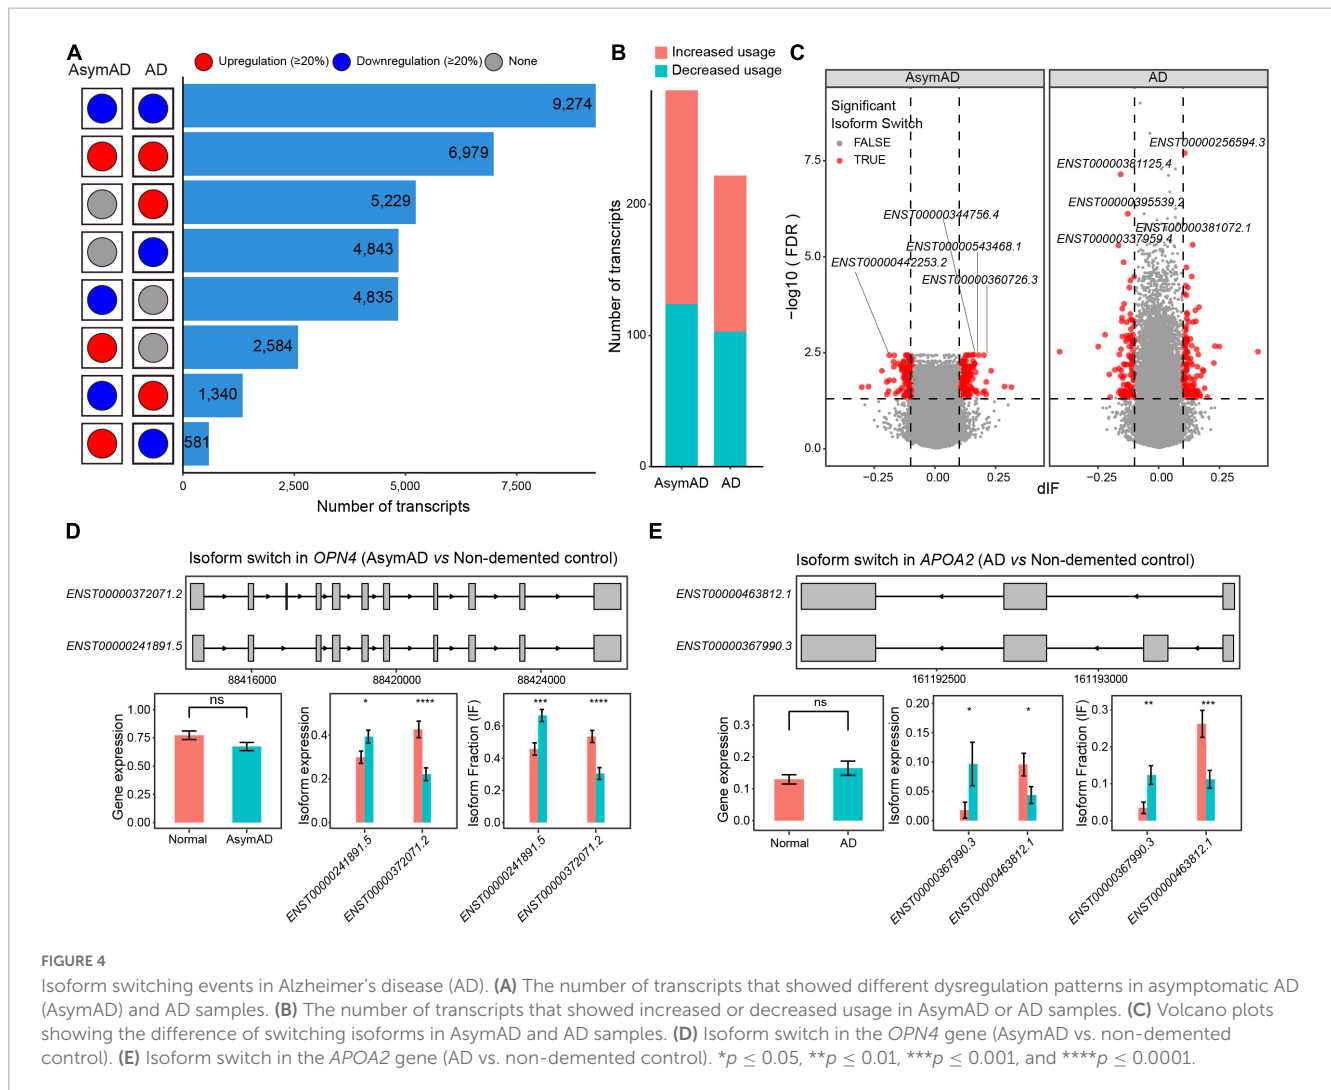 A
AsymAD AD
Upregulation (≥20%) Downregulation (≥20%) None
9,274
6,979
5,229
4,843
4,835
2,584
1,340
581
0 2,500 5,000 7,500
Number of transcripts
B
Increased usage
Decreased usage
Number of transcripts
200
100
0
AsymAD AD
C
AsymAD AD
Significant
Isoform Switch
FALSE
TRUE
−log10 ( FDR )
7.5
5.0
2.5
0.0
ENST00000344756.4
ENST00000543468.1
ENST00000442253.2
ENST00000360726.3
ENST00000256594.3
ENST00000381125.4
ENST00000395539.2
ENST00000381072.1
ENST00000337959.4
−0.25 0.00 0.25 −0.25 0.00 0.25
dIF
D
Isoform switch in OPN4 (AsymAD vs Non-demented control)
ENST00000372071.2
ENST00000241891.5
88416000 88420000 88424000
Gene expression
1.00
0.75
0.50
0.25
0.00
ns
Normal AsymAD
Isoform expression
0.4
0.2
0.0
* ****
ENST00000241891.5
ENST00000372071.2
Isoform Fraction (IF)
0.6
0.4
0.2
0.0
*** ****
ENST00000241891.5
ENST00000372071.2
E
Isoform switch in APOA2 (AD vs Non-demented control)
ENST00000463812.1
ENST00000367990.3
161192500 161193000
Gene expression
0.3
0.2
0.1
0.0
ns
Normal AD
Isoform expression
0.15
0.10
0.05
0.00
* *
ENST00000367990.3
ENST00000463812.1
Isoform Fraction (IF)
0.3
0.2
0.1
0.0
** ***
ENST00000367990.3
ENST00000463812.1
FIGURE 4
Isoform switching events in Alzheimer's disease (AD). (A) The number of transcripts that showed different dysregulation patterns in asymptomatic AD
(AsymAD) and AD samples. (B) The number of transcripts that showed increased or decreased usage in AsymAD or AD samples. (C) Volcano plots
showing the difference of switching isoforms in AsymAD and AD samples. (D) Isoform switch in the OPN4 gene (AsymAD vs. non-demented
control). (E) Isoform switch in the APOA2 gene (AD vs. non-demented control). *p ≤ 0.05, **p ≤ 0.01, ***p ≤ 0.001, and ****p ≤ 0.0001.